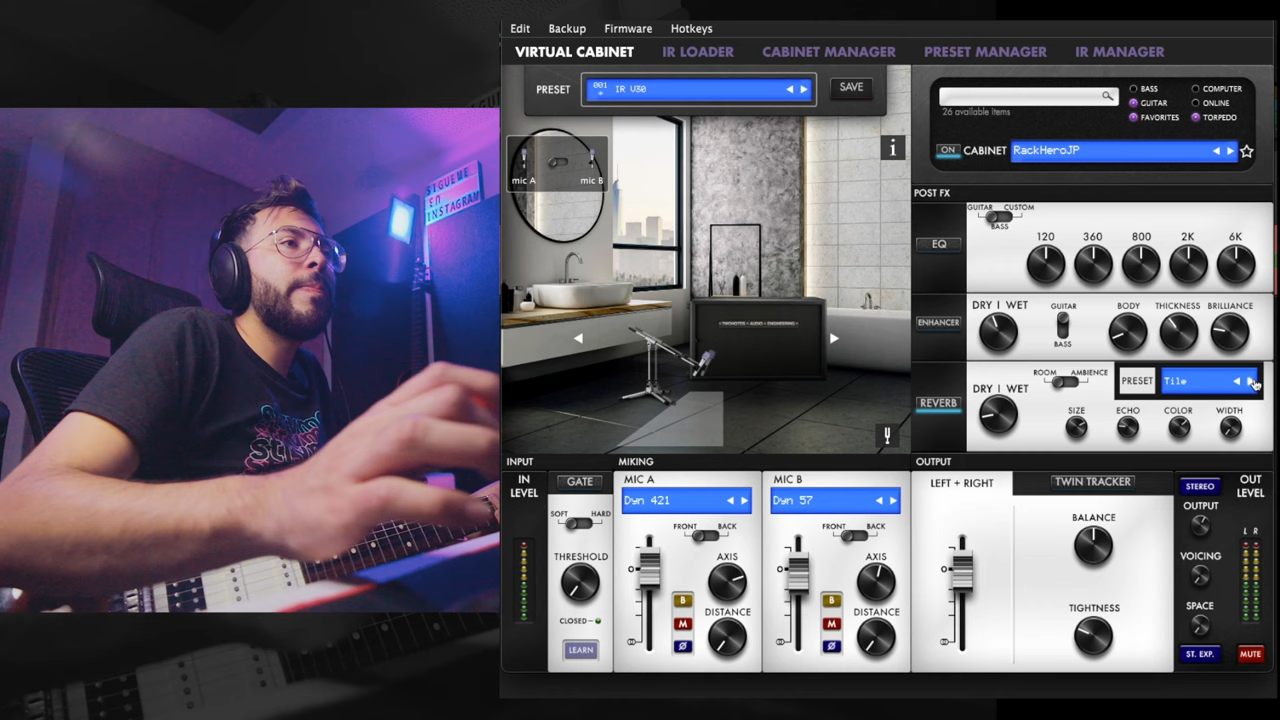 SIGUEME
EN
INSTAGRAM
Edit Backup Firmware Hotkeys
VIRTUAL CABINET IR LOADER CABINET MANAGER PRESET MANAGER IR MANAGER
PRESET 001 IR V30 SAVE
mic A mic B
i
26 available items
BASS COMPUTER
GUITAR ONLINE
FAVORITES TORPEDO
ON CABINET RackHeroJP
POST FX
EQ
GUITAR CUSTOM
BASS
120 360 800 2K 6K
ENHANCER
DRY I WET
GUITAR
BASS
BODY THICKNESS BRILLIANCE
REVERB
DRY I WET
ROOM AMBIENCE
PRESET Tile
SIZE ECHO COLOR WIDTH
INPUT MIKING OUTPUT
IN
LEVEL
GATE
SOFT HARD
THRESHOLD
CLOSED
LEARN
MIC A
Dyn 421
FRONT BACK
AXIS
DISTANCE
B
M
Ø
MIC B
Dyn 57
FRONT BACK
AXIS
DISTANCE
B
M
Ø
LEFT + RIGHT
TWIN TRACKER
BALANCE
TIGHTNESS
STEREO
OUT
LEVEL
OUTPUT
L R
VOICING
SPACE
ST. EXP. MUTE